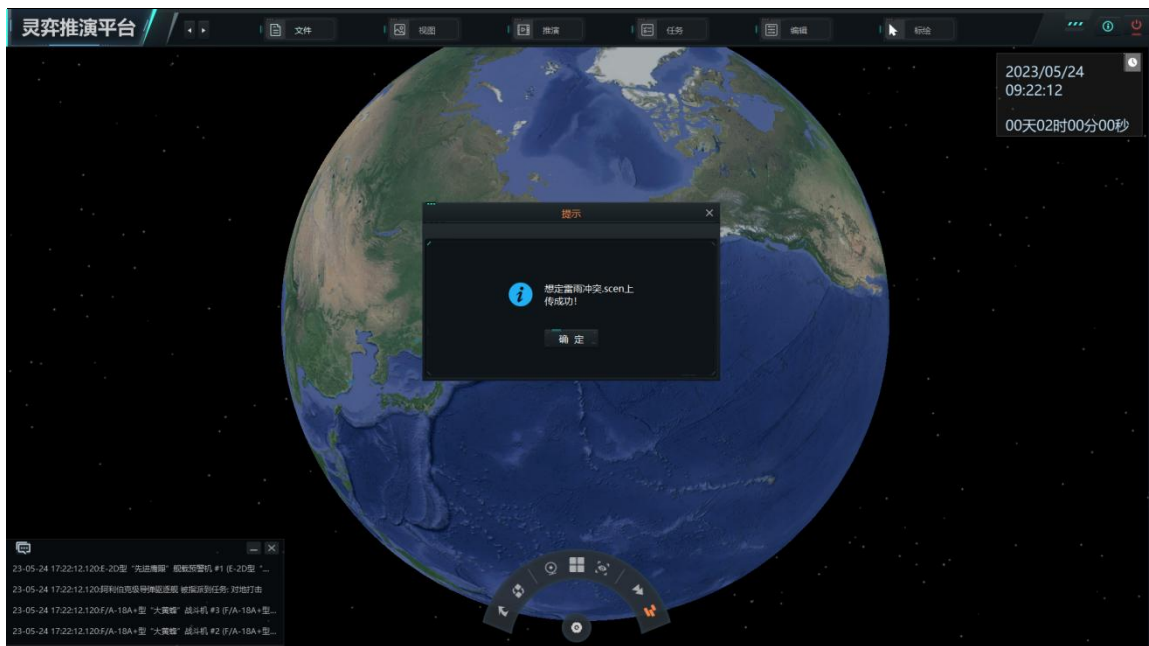 灵弈推演平台
文件
视图
推演
任务
编辑
标绘
2023/05/24
09:22:12
00天02时00分00秒
提示
想定雷雨冲突.scen上
传成功!
确 定
23-05-24 17:22:12.120:E-2D型 “先进鹰眼” 舰载预警机 #1 (E-2D型 “...
23-05-24 17:22:12.120:阿利伯克级导弹驱逐舰 被指派到任务: 对地打击
23-05-24 17:22:12.120:F/A-18A+型 “大黄蜂” 战斗机 #3 (F/A-18A+型...
23-05-24 17:22:12.120:F/A-18A+型 “大黄蜂” 战斗机 #2 (F/A-18A+型...